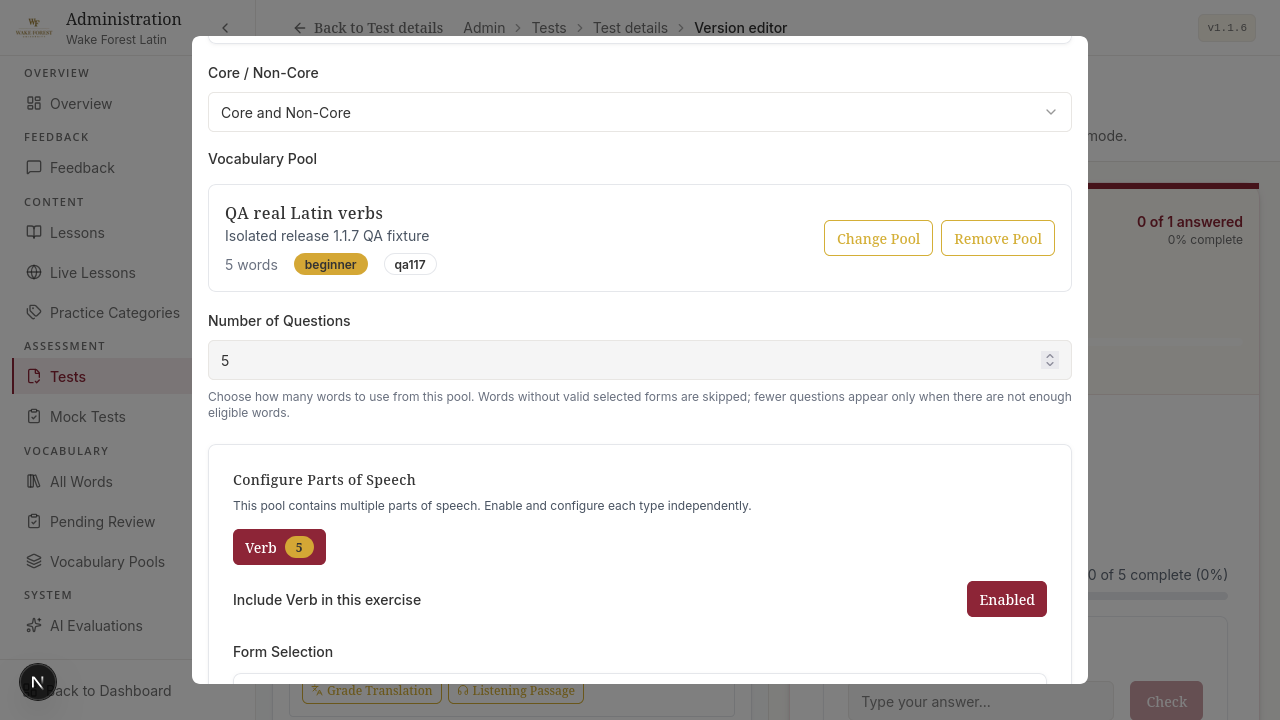 Administration
Wake Forest Latin
Back to Test details
Admin
Tests
Test details
Version editor
v1.1.6
OVERVIEW
Overview
FEEDBACK
Feedback
CONTENT
Lessons
Live Lessons
Practice Categories
ASSESSMENT
Tests
Mock Tests
VOCABULARY
All Words
Pending Review
Vocabulary Pools
SYSTEM
AI Evaluations
Back to Dashboard
N
Core / Non-Core
Core and Non-Core
Vocabulary Pool
QA real Latin verbs
Isolated release 1.1.7 QA fixture
5 words
beginner
qa117
Change Pool
Remove Pool
Number of Questions
5
Choose how many words to use from this pool. Words without valid selected forms are skipped; fewer questions appear only when there are not enough
eligible words.
Configure Parts of Speech
This pool contains multiple parts of speech. Enable and configure each type independently.
Verb 5
Include Verb in this exercise
Enabled
Form Selection
mode.
0 of 1 answered
0% complete
0 of 5 complete (0%)
Grade Translation
Listening Passage
Type your answer...
Check